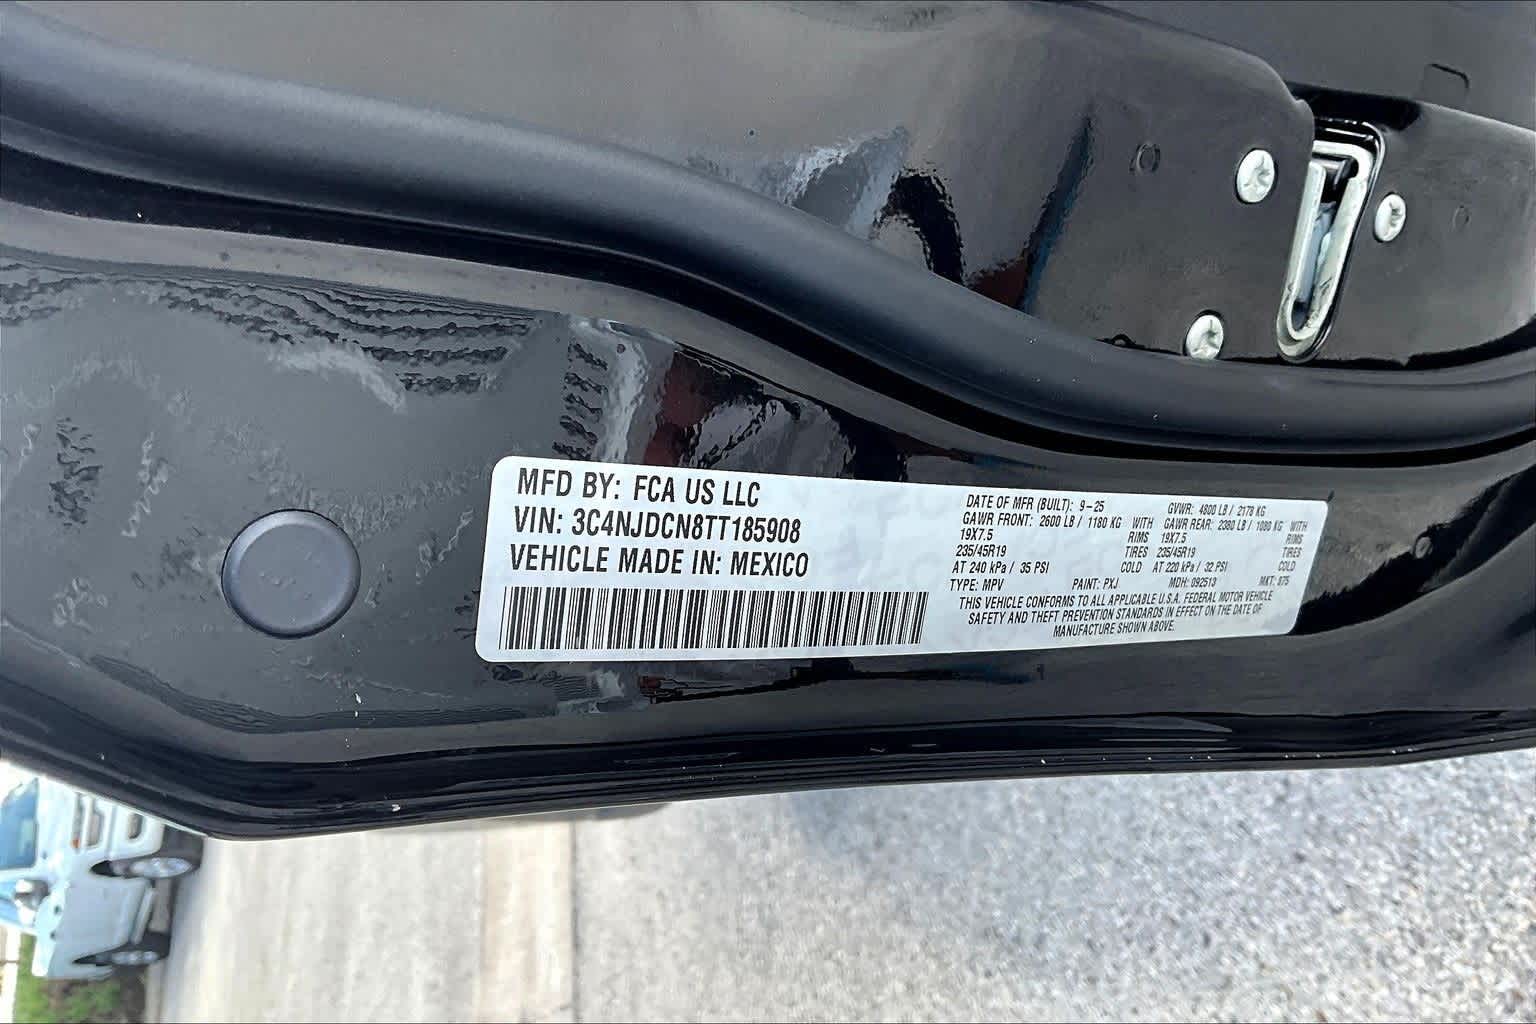 MFD BY: FCA US LLC
VIN: 3C4NJDCN8TT185908
VEHICLE MADE IN: MEXICO
DATE OF MFR (BUILT): 9-25 GVWR: 4800 LB / 2178 KG
GAWR FRONT: 2600 LB / 1180 KG WITH GAWR REAR: 2380 LB / 1080 KG WITH
19X7.5 RIMS 19X7.5 RIMS
235/45R19 TIRES 235/45R19 TIRES
AT 240 kPa / 35 PSI COLD AT 220 kPa / 32 PSI COLD
TYPE: MPV PAINT: PXJ MDH: 092513 MKT: 875
THIS VEHICLE CONFORMS TO ALL APPLICABLE U.S.A. FEDERAL MOTOR VEHICLE
SAFETY AND THEFT PREVENTION STANDARDS IN EFFECT ON THE DATE OF
MANUFACTURE SHOWN ABOVE.